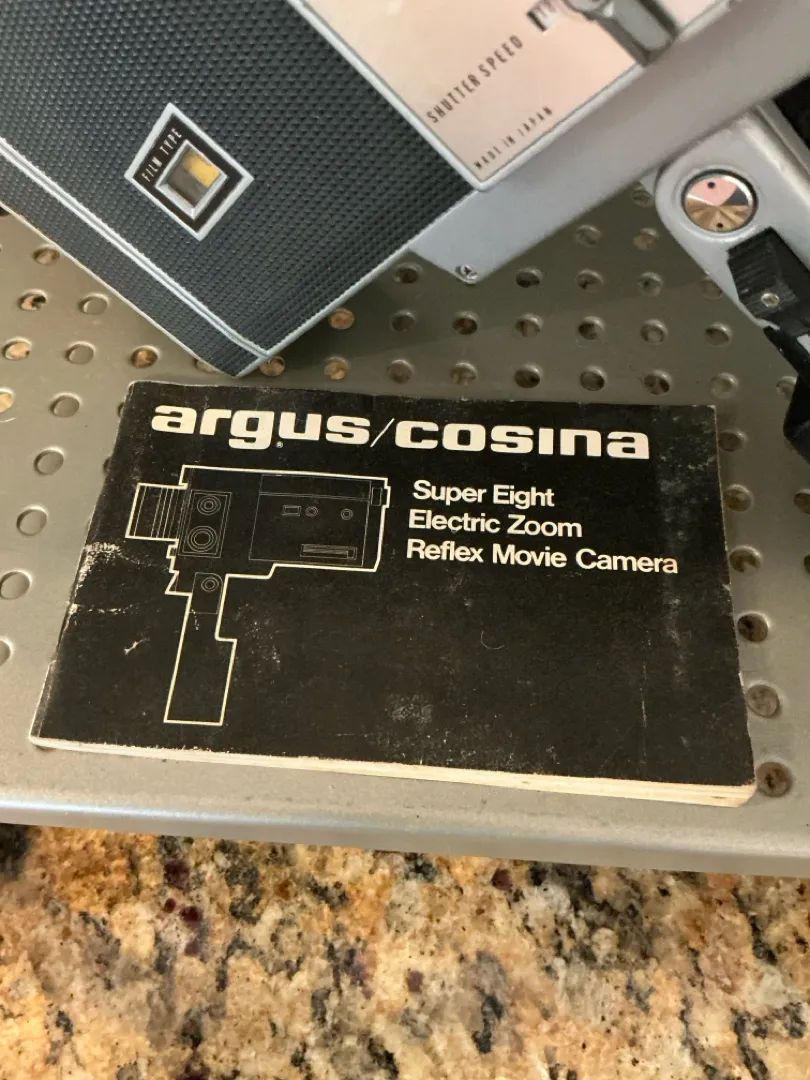 SHUTTER SPEED
MADE IN JAPAN
FILM TYPE
argus/cosina
Super Eight
Electric Zoom
Reflex Movie Camera